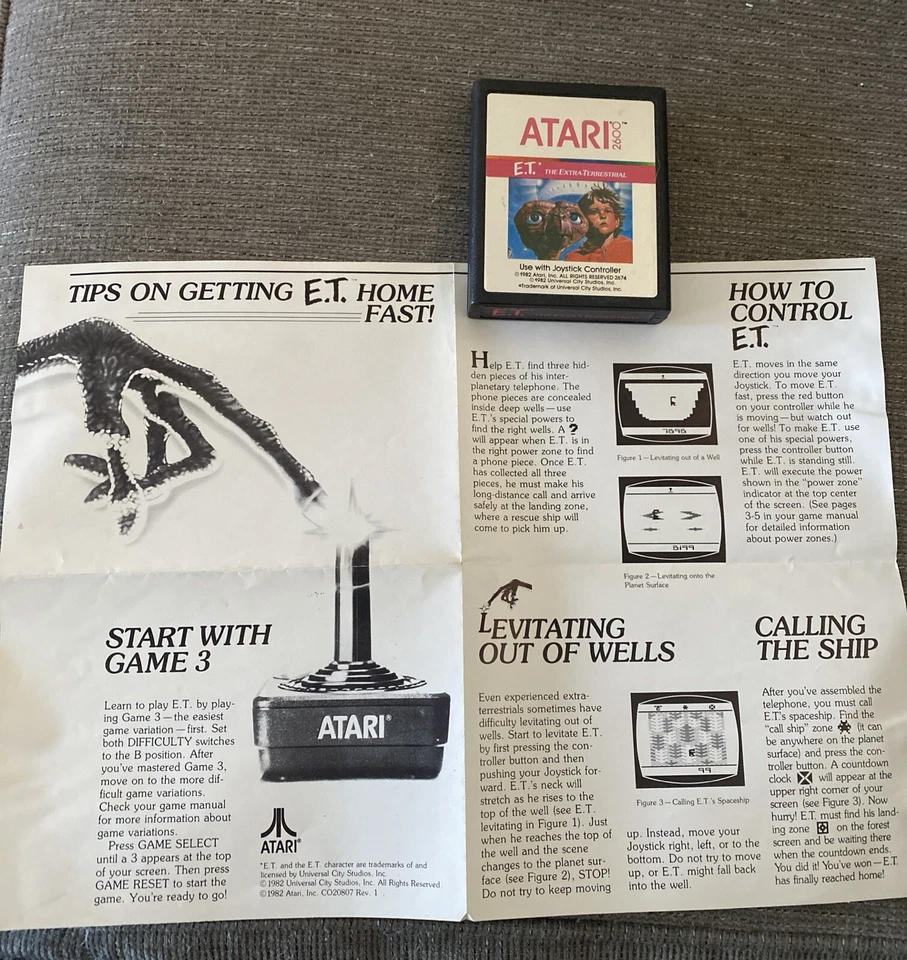 ATARI 2600™
E.T.* THE EXTRA-TERRESTRIAL
Use with Joystick Controller
©1982 Atari, Inc. ALL RIGHTS RESERVED 2674
©1982 Universal City Studios, Inc.
*Trademark of Universal City Studios, Inc.
E.T.
TIPS ON GETTING E.T.™ HOME
FAST!
START WITH
GAME 3
Learn to play E.T. by play-
ing Game 3—the easiest
game variation—first. Set
both DIFFICULTY switches
to the B position. After
you've mastered Game 3,
move on to the more dif-
ficult game variations.
Check your game manual
for more information about
game variations.
Press GAME SELECT
until a 3 appears at the top
of your screen. Then press
GAME RESET to start the
game. You're ready to go!
ATARI®
ATARI®
*E.T. and the E.T. character are trademarks of and
licensed by Universal City Studios, Inc.
©1982 Universal City Studios, Inc. All Rights Reserved.
©1982 Atari, Inc. CO20807 Rev. 1
Help E.T. find three hid-
den pieces of his inter-
planetary telephone. The
phone pieces are concealed
inside deep wells—use
E.T.'s special powers to
find the right wells. A ?
will appear when E.T. is in
the right power zone to find
a phone piece. Once E.T.
has collected all three
pieces, he must make his
long-distance call and arrive
safely at the landing zone,
where a rescue ship will
come to pick him up.
Figure 1—Levitating out of a Well
8199
Figure 2—Levitating onto the
Planet Surface
HOW TO
CONTROL
E.T.™
E.T. moves in the same
direction you move your
Joystick. To move E.T.
fast, press the red button
on your controller while he
is moving—but watch out
for wells! To make E.T. use
one of his special powers,
press the controller button
while E.T. is standing still.
E.T. will execute the power
shown in the "power zone"
indicator at the top center
of the screen. (See pages
3-5 in your game manual
for detailed information
about power zones.)
LEVITATING
OUT OF WELLS
Even experienced extra-
terrestrials sometimes have
difficulty levitating out of
wells. Start to levitate E.T.
by first pressing the con-
troller button and then
pushing your Joystick for-
ward. E.T.'s neck will
stretch as he rises to the
top of the well (see E.T.
levitating in Figure 1). Just
when he reaches the top of
the well and the scene
changes to the planet sur-
face (see Figure 2), STOP!
Do not try to keep moving
99
Figure 3—Calling E.T.'s Spaceship
up. Instead, move your
Joystick right, left, or to the
bottom. Do not try to move
up, or E.T. might fall back
into the well.
CALLING
THE SHIP
After you've assembled the
telephone, you must call
E.T.'s spaceship. Find the
"call ship" zone (it can
be anywhere on the planet
surface) and press the con-
troller button. A countdown
clock will appear at the
upper right corner of your
screen (see Figure 3). Now
hurry! E.T. must find his land-
ing zone on the forest
screen and be waiting there
when the countdown ends.
You did it! You've won—E.T.
has finally reached home!